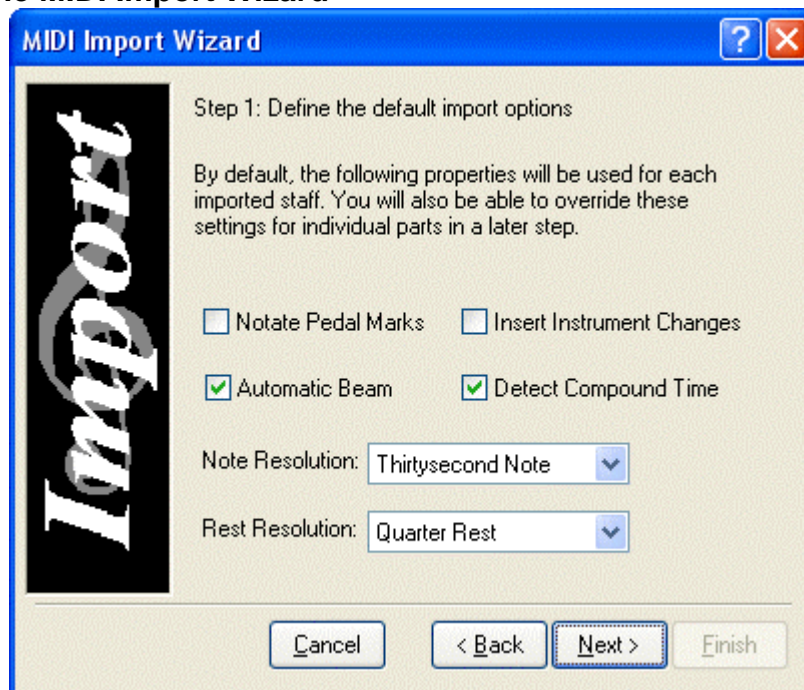 MIDI Import Wizard
MIDI Import Wizard
Import
Step 1: Define the default import options
By default, the following properties will be used for each
imported staff. You will also be able to override these
settings for individual parts in a later step.
Notate Pedal Marks Insert Instrument Changes
Automatic Beam Detect Compound Time
Note Resolution: Thirtysecond Note
Rest Resolution: Quarter Rest
Cancel < Back Next > Finish